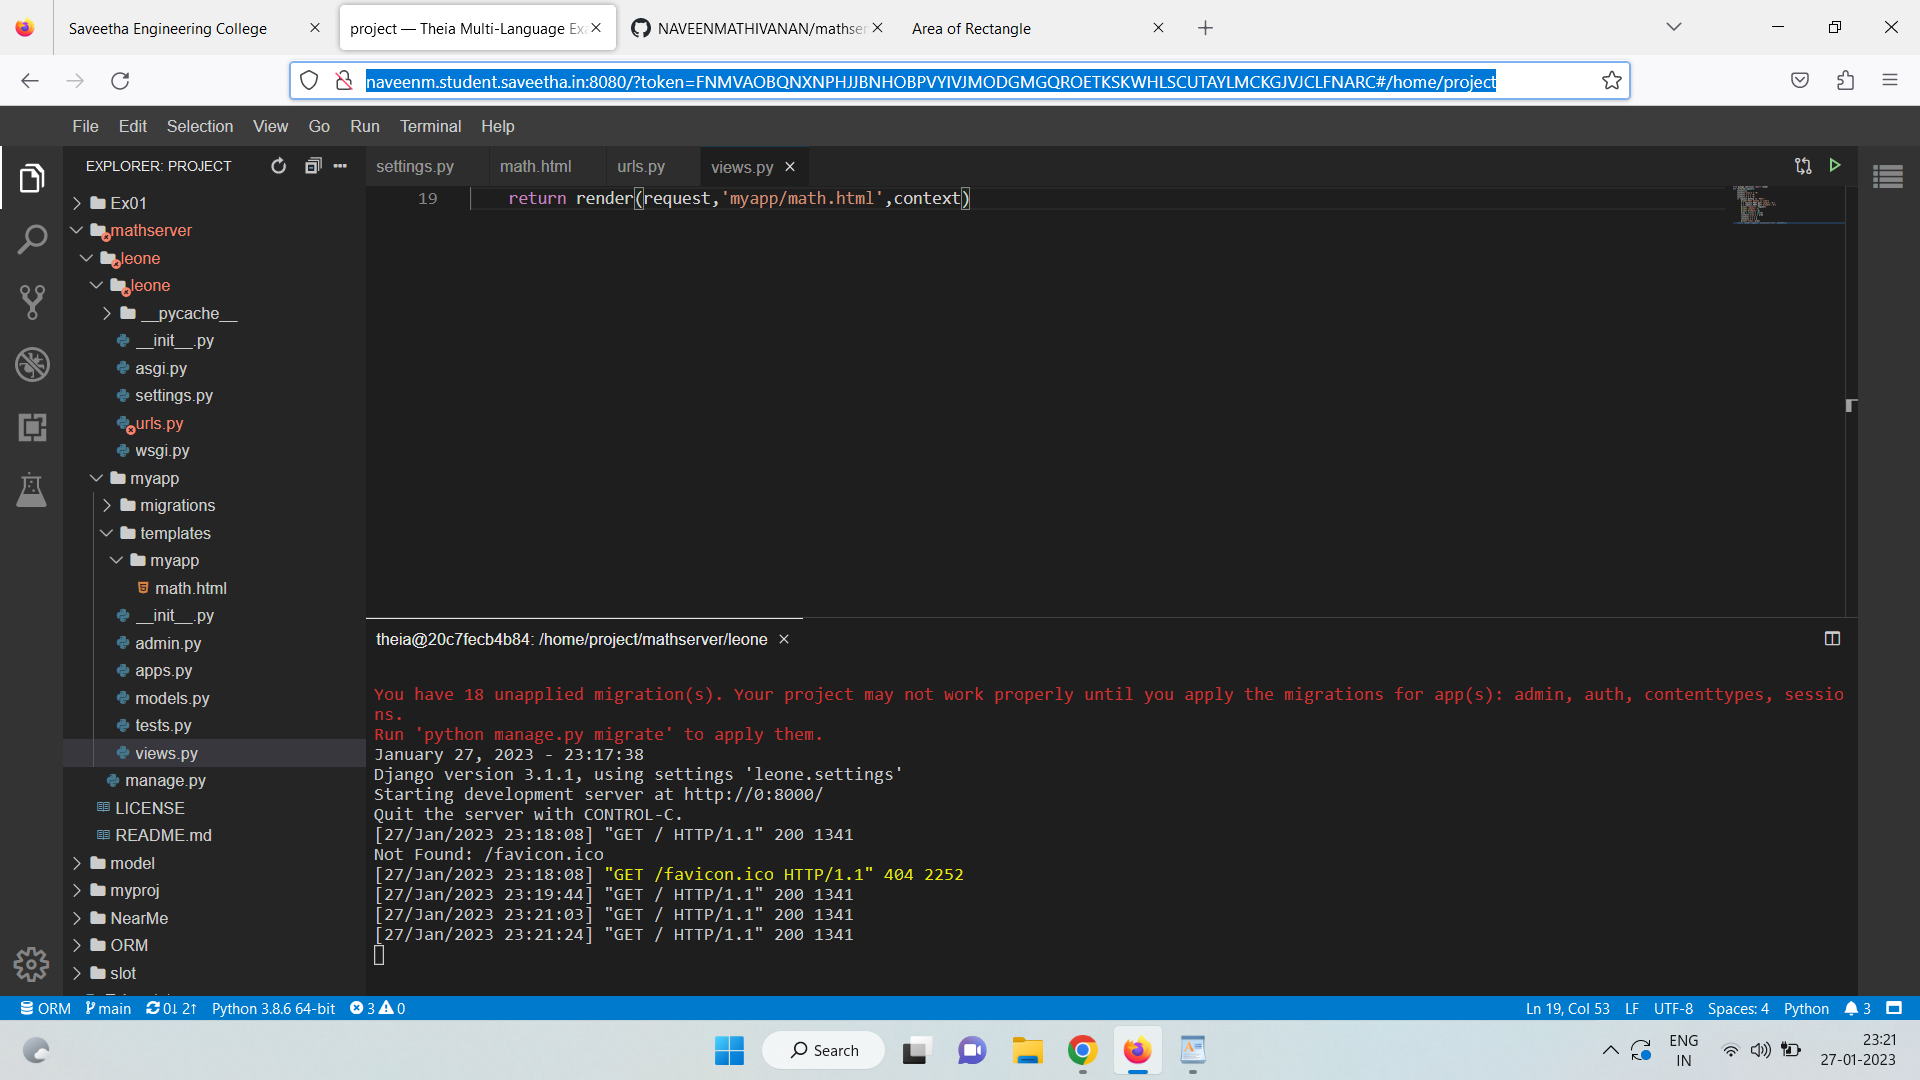 Saveetha Engineering College
project — Theia Multi-Language Exa
NAVEENMATHIVANAN/mathser
Area of Rectangle
naveenm.student.saveetha.in:8080/?token=FNMVAOBQNXNPHJJBNHOBPVYIVJMODGMGQROETKSKWHLSCUTAYLMCKGJVJCLFNARC#/home/project
File Edit Selection View Go Run Terminal Help
EXPLORER: PROJECT
settings.py math.html urls.py views.py
19 return render(request,'myapp/math.html',context)
Ex01
mathserver
leone
leone
__pycache__
__init__.py
asgi.py
settings.py
urls.py
wsgi.py
myapp
migrations
templates
myapp
math.html
__init__.py
admin.py
apps.py
models.py
tests.py
views.py
manage.py
LICENSE
README.md
model
myproj
NearMe
ORM
slot
theia@20c7fecb4b84: /home/project/mathserver/leone
You have 18 unapplied migration(s). Your project may not work properly until you apply the migrations for app(s): admin, auth, contenttypes, sessio
ns.
Run 'python manage.py migrate' to apply them.
January 27, 2023 - 23:17:38
Django version 3.1.1, using settings 'leone.settings'
Starting development server at http://0:8000/
Quit the server with CONTROL-C.
[27/Jan/2023 23:18:08] "GET / HTTP/1.1" 200 1341
Not Found: /favicon.ico
[27/Jan/2023 23:18:08] "GET /favicon.ico HTTP/1.1" 404 2252
[27/Jan/2023 23:19:44] "GET / HTTP/1.1" 200 1341
[27/Jan/2023 23:21:03] "GET / HTTP/1.1" 200 1341
[27/Jan/2023 23:21:24] "GET / HTTP/1.1" 200 1341
ORM main 0↓ 2↑ Python 3.8.6 64-bit 3 0
Ln 19, Col 53 LF UTF-8 Spaces: 4 Python 3
Search
ENG
IN
23:21
27-01-2023